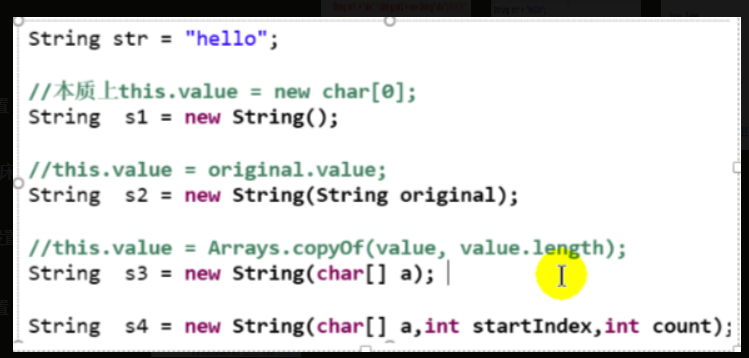 String str = "hello";
//本质上this.value = new char[0];
String  s1 = new String();
//this.value = original.value;
String  s2 = new String(String original);
//this.value = Arrays.copyOf(value, value.length);
String  s3 = new String(char[] a);
String  s4 = new String(char[] a,int startIndex,int count);